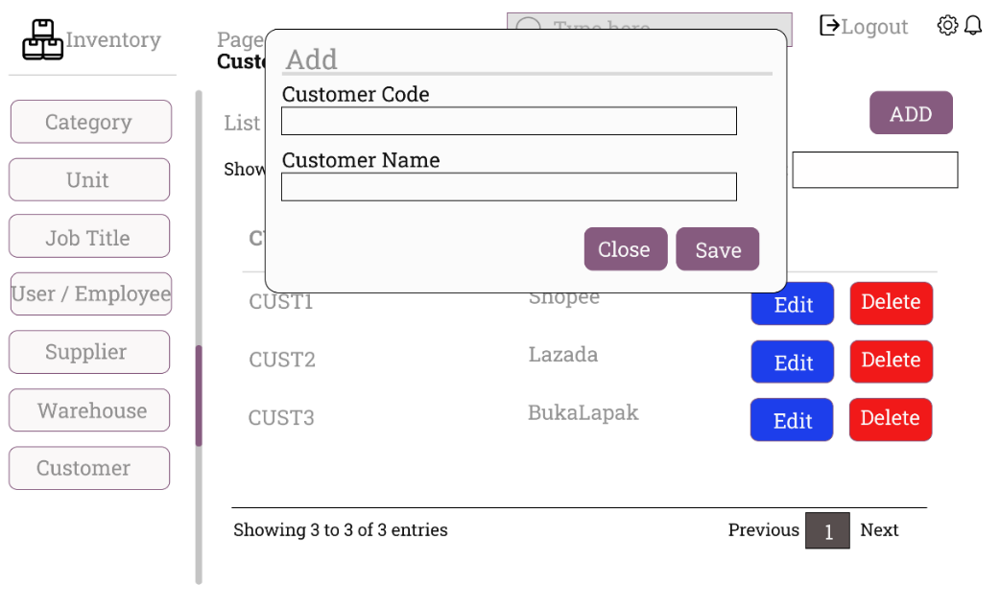 Inventory
Page
Type here
Logout
Add
Customer Code
Customer Name
Close
Save
Category
Unit
Job Title
User / Employee
Supplier
Warehouse
Customer
List
ADD
Show
CUST1
Shopee
Edit
Delete
CUST2
Lazada
Edit
Delete
CUST3
BukaLapak
Edit
Delete
Showing 3 to 3 of 3 entries
Previous
1
Next